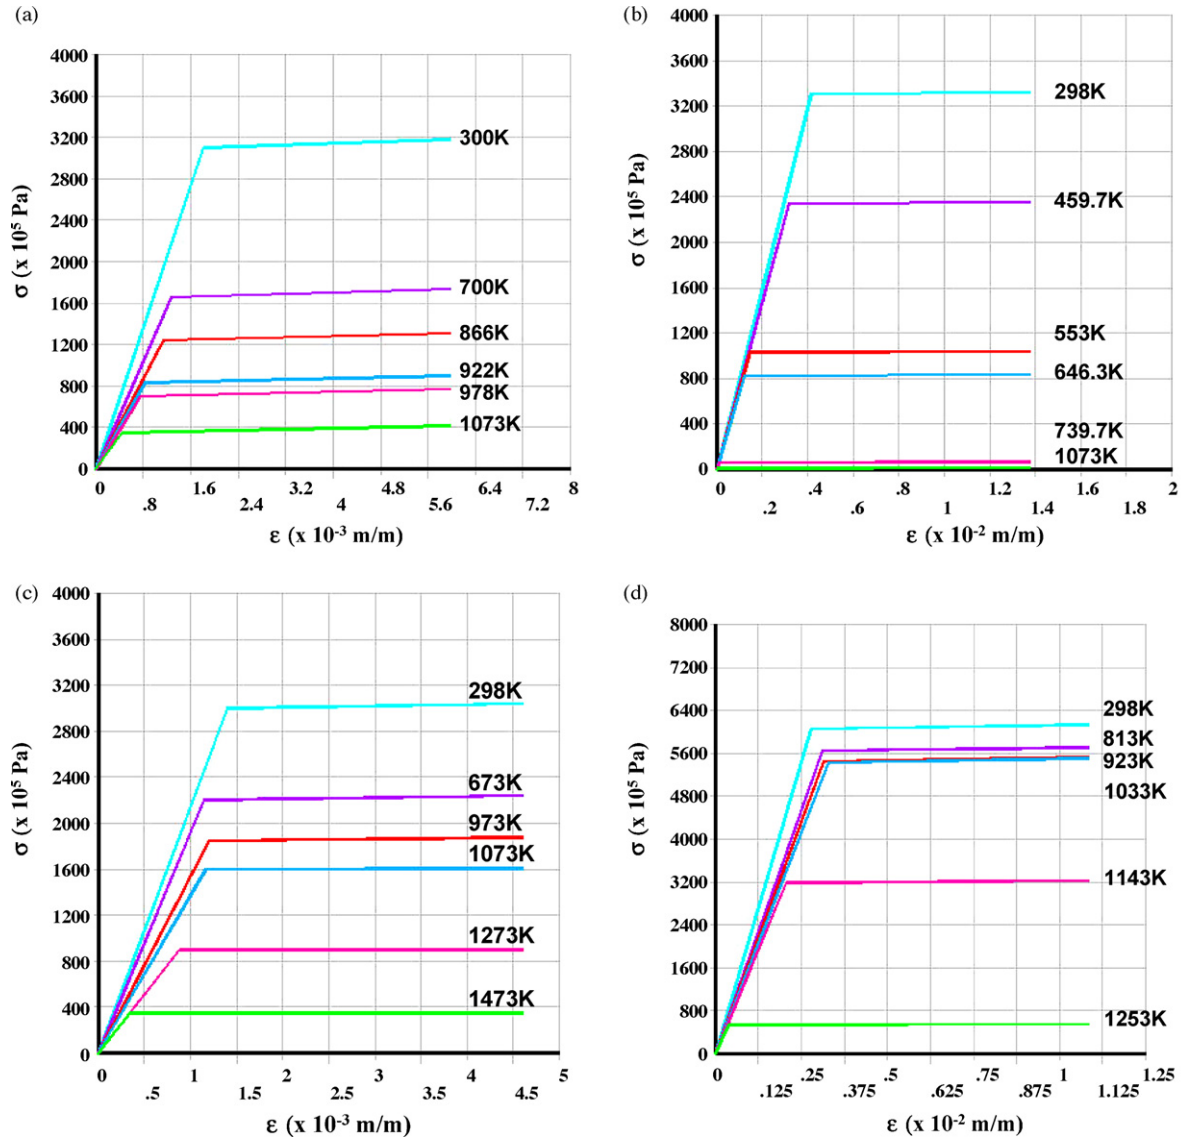 (a)
4000
3600
3200
2800
2400
2000
1600
1200
800
400
0
σ (x 10⁵ Pa)
300K
700K
866K
922K
978K
1073K
0 1.6 3.2 4.8 6.4 8
.8 2.4 4 5.6 7.2
ε (x 10⁻³ m/m)
(b)
4000
3600
3200
2800
2400
2000
1600
1200
800
400
0
σ (x 10⁵ Pa)
298K
459.7K
553K
646.3K
739.7K
1073K
0 .4 .8 1.2 1.6 2
.2 .6 1 1.4 1.8
ε (x 10⁻² m/m)
(c)
4000
3600
3200
2800
2400
2000
1600
1200
800
400
0
σ (x 10⁵ Pa)
298K
673K
973K
1073K
1273K
1473K
0 1 2 3 4 5
.5 1.5 2.5 3.5 4.5
ε (x 10⁻³ m/m)
(d)
8000
7200
6400
5600
4800
4000
3200
2400
1600
800
0
σ (x 10⁵ Pa)
298K
813K
923K
1033K
1143K
1253K
0 .25 .5 .75 1 1.25
.125 .375 .625 .875 1.125
ε (x 10⁻² m/m)